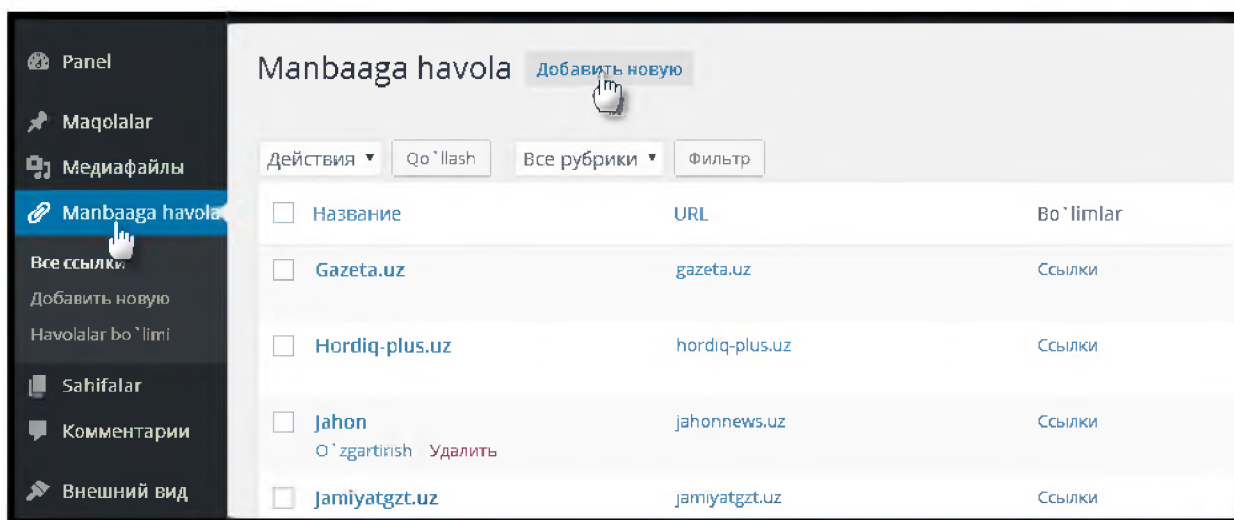 Panel
Maqolalar
Медиафайлы
Manbaaga havola
Все ссылки
Добавить новую
Havolalar bo`limi
Sahifalar
Комментарии
Внешний вид
Manbaaga havola Добавить новую
Действия Qo`llash Все рубрики Фильтр
Название URL Bo`limlar
Gazeta.uz gazeta.uz Ссылки
Hordiq-plus.uz hordiq-plus.uz Ссылки
Jahon jahonnews.uz Ссылки
O`zgartirish Удалить
Jamiyatgzt.uz jamiyatgzt.uz Ссылки